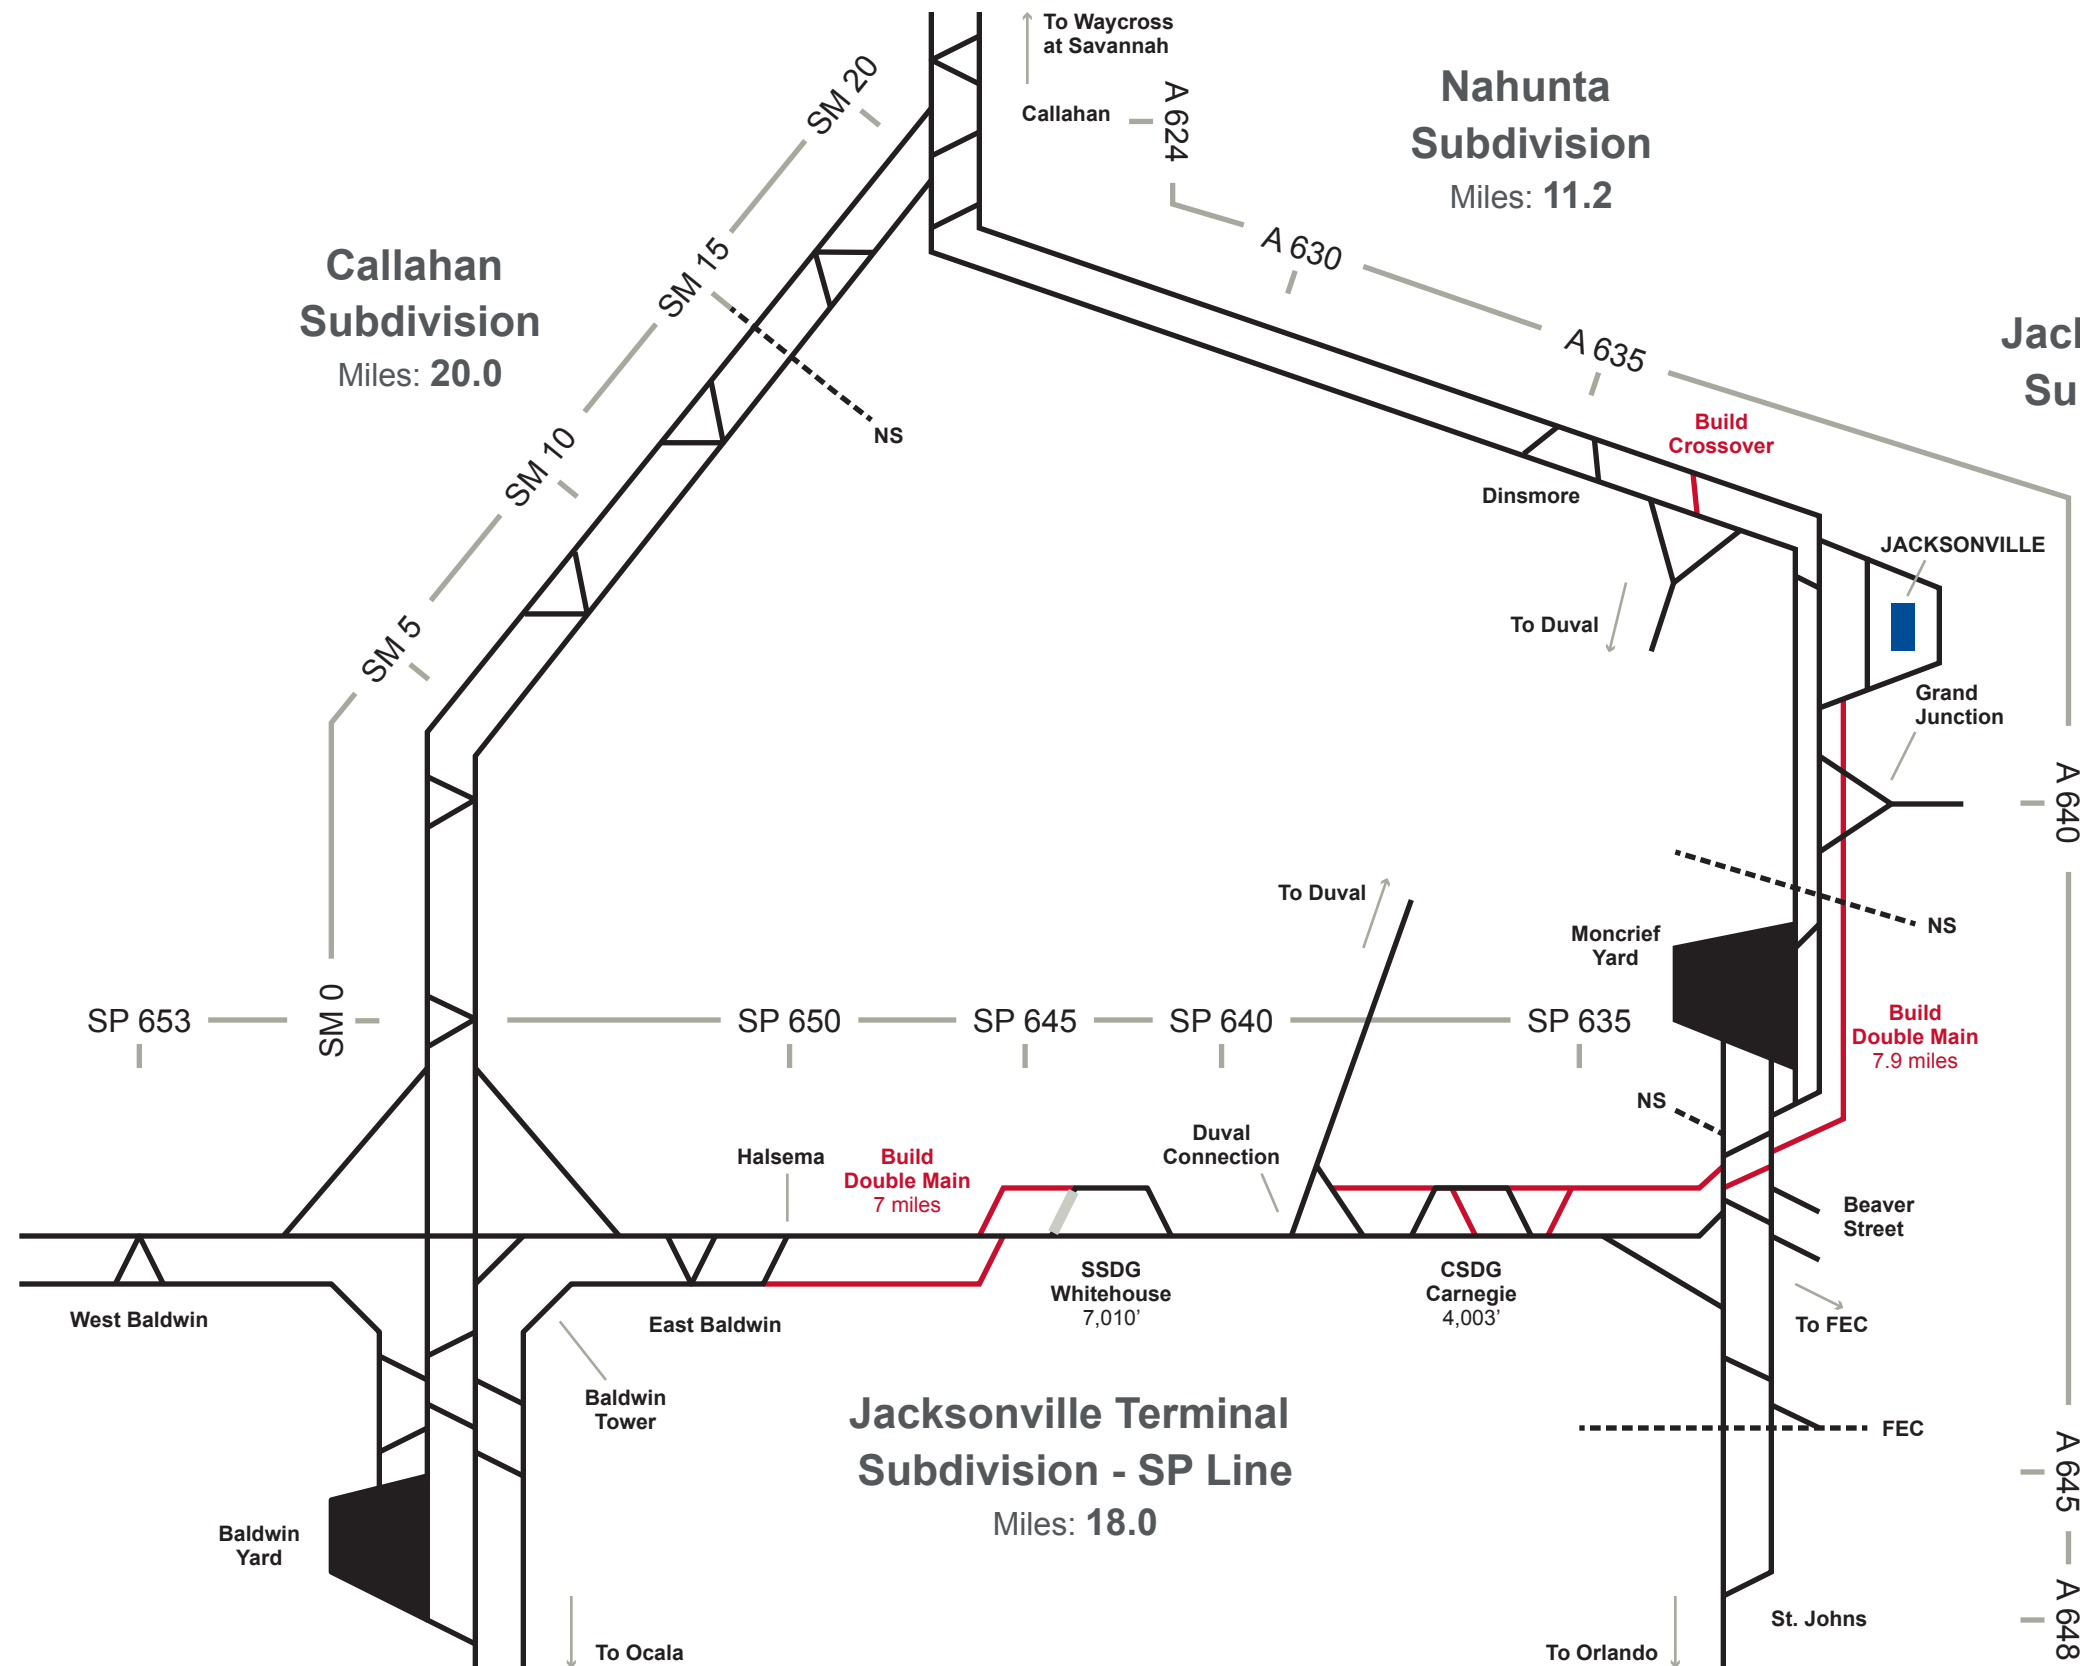 To Waycross
at Savannah
Callahan
A 624
Nahunta
Subdivision
Miles: 11.2
SM 20
A 630
SM 15
Callahan
Subdivision
Miles: 20.0
A 635
Jack
Su
Build
Crossover
NS
SM 10
Dinsmore
JACKSONVILLE
To Duval
SM 5
Grand
Junction
A 640
To Duval
NS
Moncrief
Yard
SP 653
SM 0
SP 650
SP 645
SP 640
SP 635
Build
Double Main
7.9 miles
NS
Halsema
Build
Double Main
7 miles
Duval
Connection
Beaver
Street
SSDG
Whitehouse
7,010’
CSDG
Carnegie
4,003’
West Baldwin
East Baldwin
To FEC
Baldwin
Tower
Jacksonville Terminal
Subdivision - SP Line
Miles: 18.0
FEC
A 645
Baldwin
Yard
St. Johns
A 648
To Ocala
To Orlando